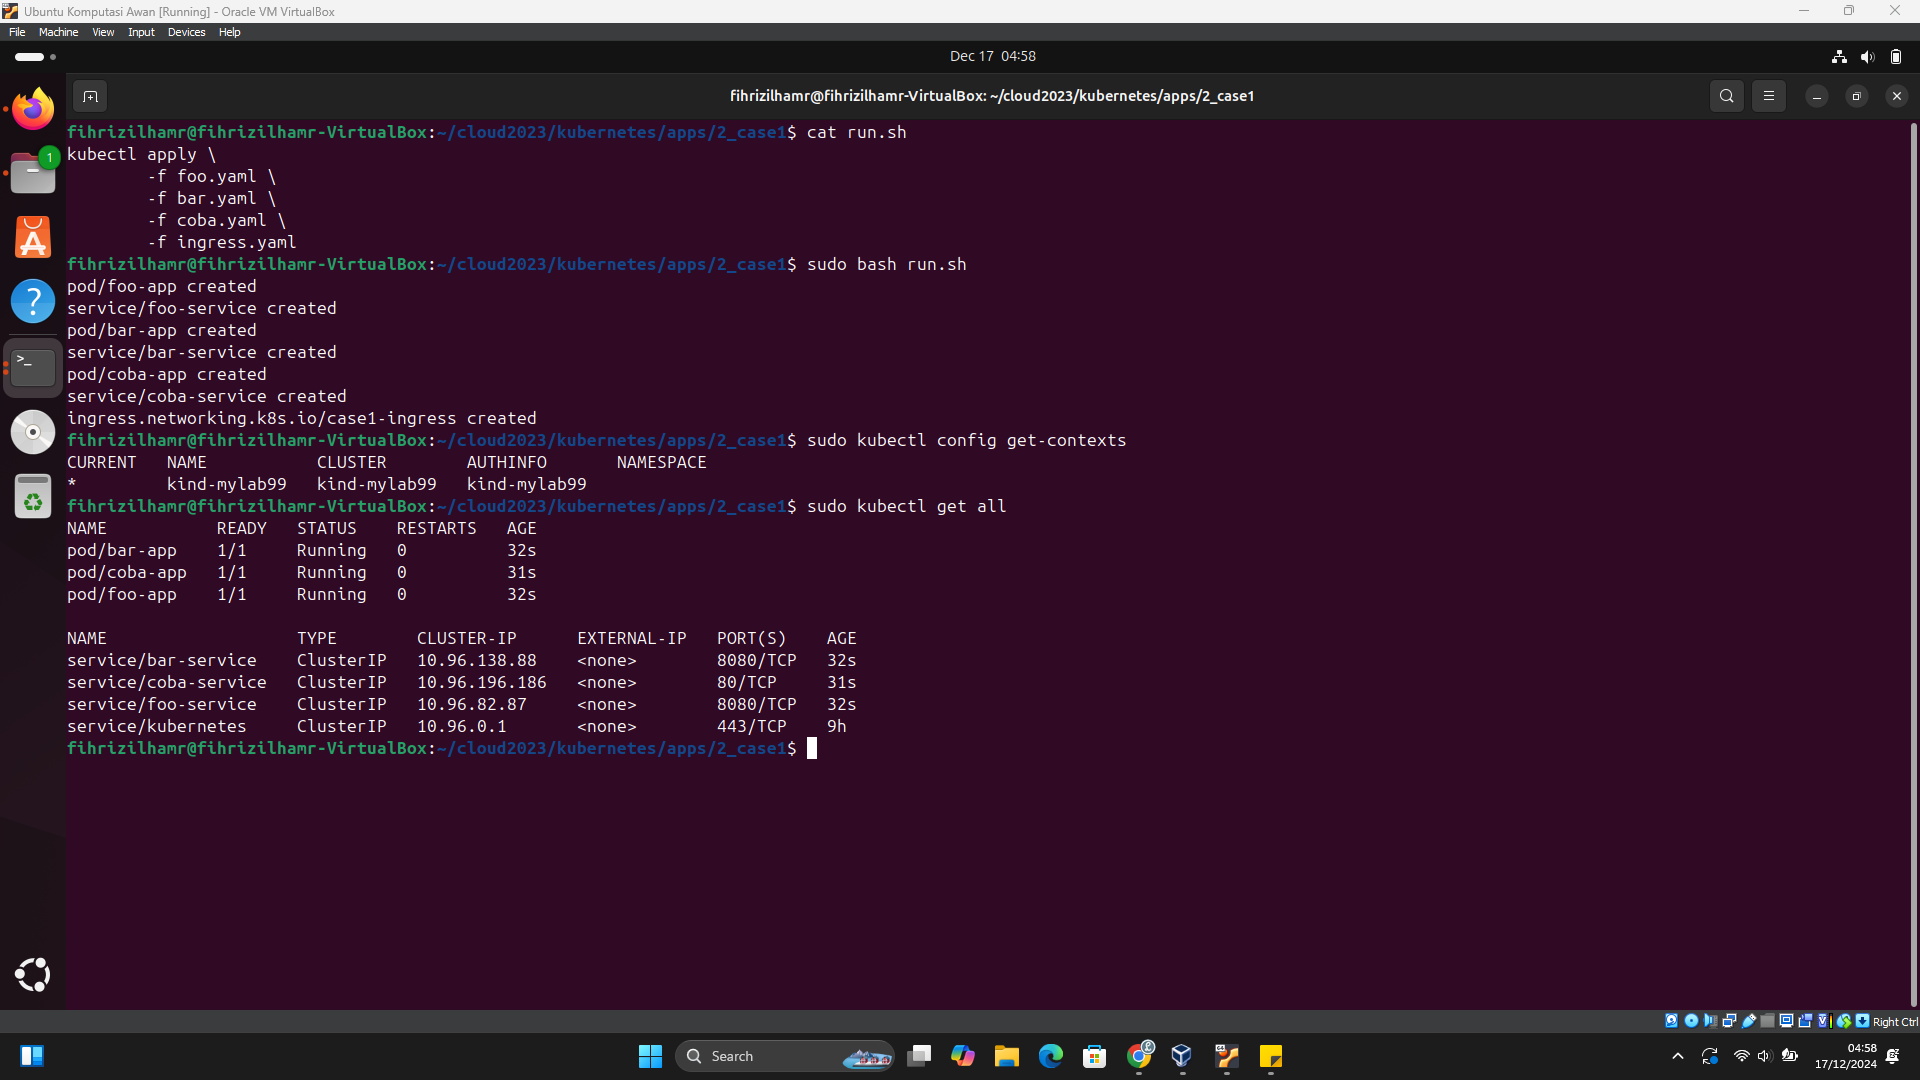 Ubuntu Komputasi Awan [Running] - Oracle VM VirtualBox
File Machine View Input Devices Help
Dec 17 04:58
fihrizilhamr@fihrizilhamr-VirtualBox: ~/cloud2023/kubernetes/apps/2_case1
1
fihrizilhamr@fihrizilhamr-VirtualBox:~/cloud2023/kubernetes/apps/2_case1$ cat run.sh
kubectl apply \
        -f foo.yaml \
        -f bar.yaml \
        -f coba.yaml \
        -f ingress.yaml
fihrizilhamr@fihrizilhamr-VirtualBox:~/cloud2023/kubernetes/apps/2_case1$ sudo bash run.sh
pod/foo-app created
service/foo-service created
pod/bar-app created
service/bar-service created
pod/coba-app created
service/coba-service created
ingress.networking.k8s.io/case1-ingress created
fihrizilhamr@fihrizilhamr-VirtualBox:~/cloud2023/kubernetes/apps/2_case1$ sudo kubectl config get-contexts
CURRENT   NAME           CLUSTER        AUTHINFO       NAMESPACE
*         kind-mylab99   kind-mylab99   kind-mylab99
fihrizilhamr@fihrizilhamr-VirtualBox:~/cloud2023/kubernetes/apps/2_case1$ sudo kubectl get all
NAME           READY   STATUS    RESTARTS   AGE
pod/bar-app    1/1     Running   0          32s
pod/coba-app   1/1     Running   0          31s
pod/foo-app    1/1     Running   0          32s
NAME                   TYPE        CLUSTER-IP      EXTERNAL-IP   PORT(S)    AGE
service/bar-service    ClusterIP   10.96.138.88    <none>        8080/TCP   32s
service/coba-service   ClusterIP   10.96.196.186   <none>        80/TCP     31s
service/foo-service    ClusterIP   10.96.82.87     <none>        8080/TCP   32s
service/kubernetes     ClusterIP   10.96.0.1       <none>        443/TCP    9h
fihrizilhamr@fihrizilhamr-VirtualBox:~/cloud2023/kubernetes/apps/2_case1$
Right Ctrl
Search
04:58
17/12/2024